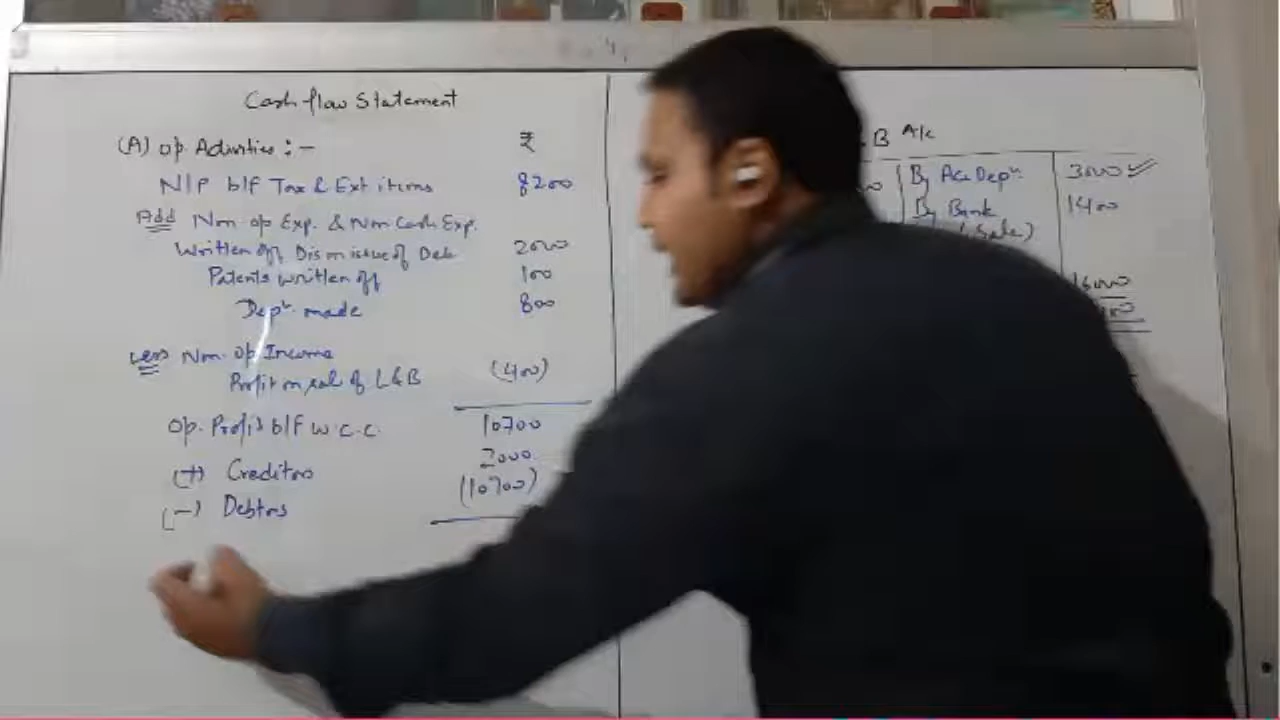 Cash flow Statement
(A) Op. Activities :-
₹
N/P b/f Tax & Ext items 8200
Add Non op Exp. & Non Cash Exp.
Written off Dis on issue of Deb 2000
Patents written off 100
Depⁿ. made 800
Less Non. Op Income
Profit on sal of L&B (400)
Op. Profit b/f W.C.C. 10700
(+) Creditors 2000
(-) Debtors (10700)
B A/c
By Acc Depⁿ. 3000 ✓
By Bank 1400
(Sale)